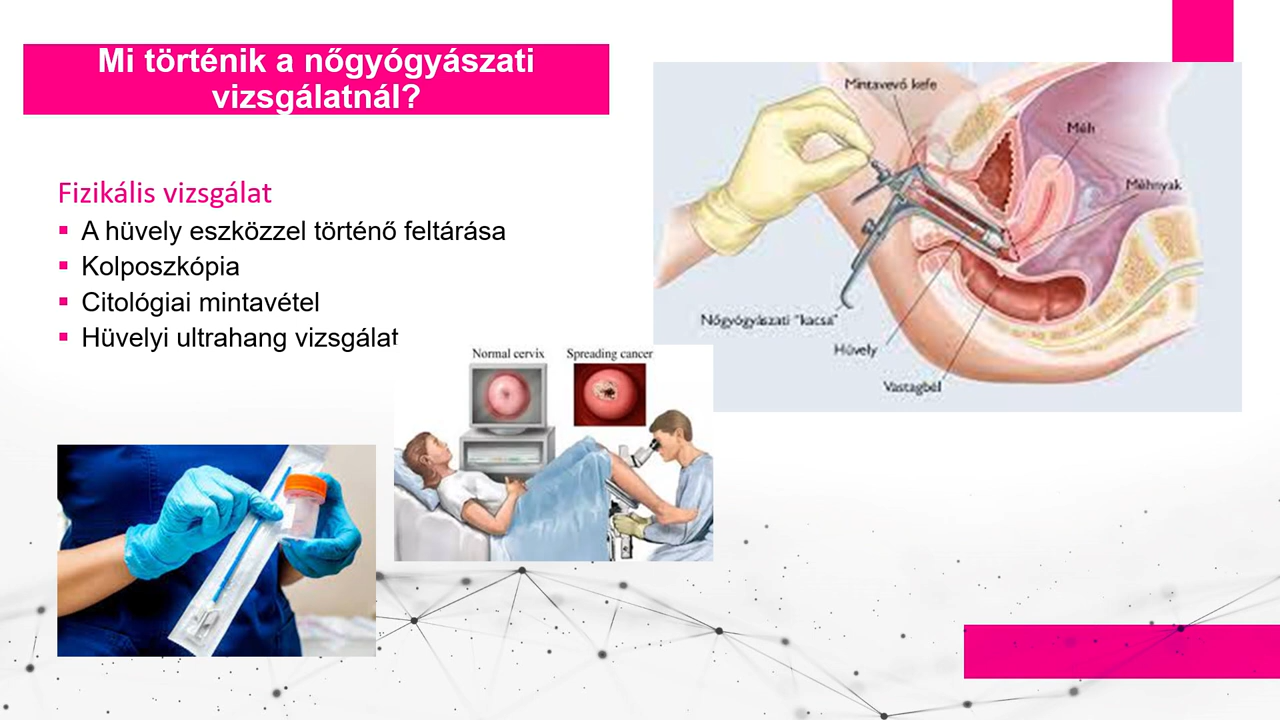 Mi történik a nőgyógyászati
vizsgálatnál?
Fizikális vizsgálat
A hüvely eszközzel történő feltárása
Kolposzkópia
Citológiai mintavétel
Hüvelyi ultrahang vizsgálat
Mintavevő kefe
Méh
Méhnyak
Nőgyógyászati "kacsa"
Hüvely
Vastagbél
Normal cervix
Spreading cancer